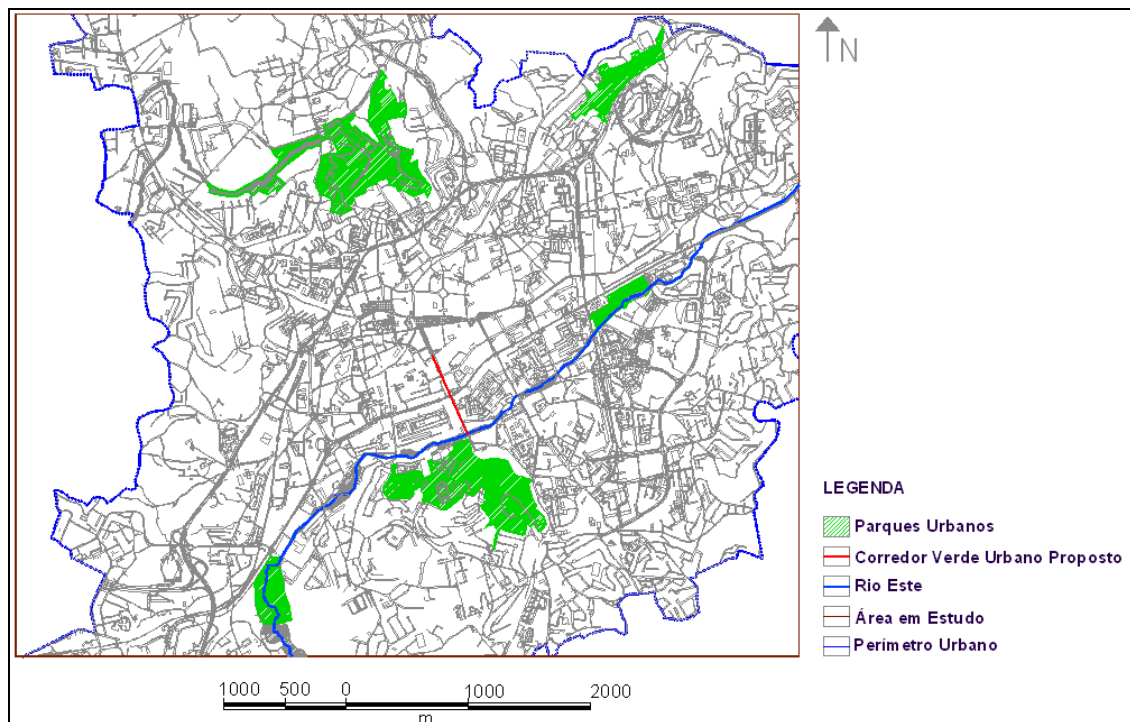 N
LEGENDA
Parques Urbanos
Corredor Verde Urbano Proposto
Rio Este
Área em Estudo
Perímetro Urbano
1000 500 0 1000 2000
m